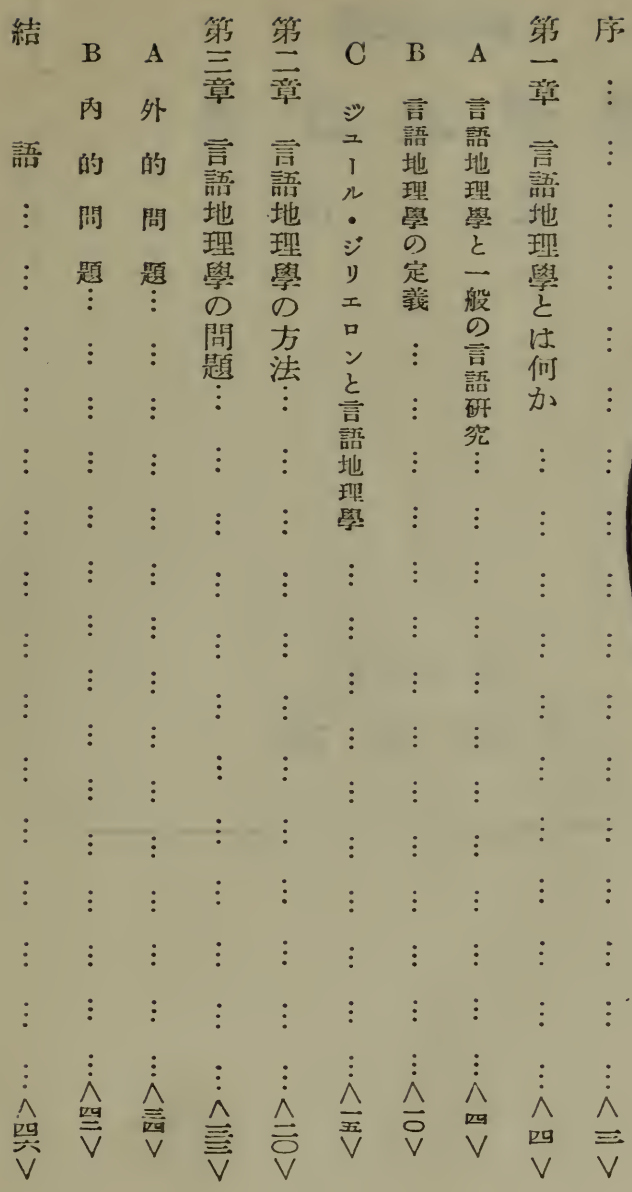 序………………………………………………<三>
第一章 言語地理學とは何か……………………………<四>
A 言語地理學と一般の言語硏究……………………………<四>
B 言語地理學の定義………………………………<一〇>
C ジュール・ジリエロンと言語地理學…………………………<一五>
第二章 言語地理學の方法………………………………<二〇>
第三章 言語地理學の問題………………………………<三三>
A 外的問題………………………………<三四>
B 內的問題………………………………<四二>
結語………………………………………<四六>